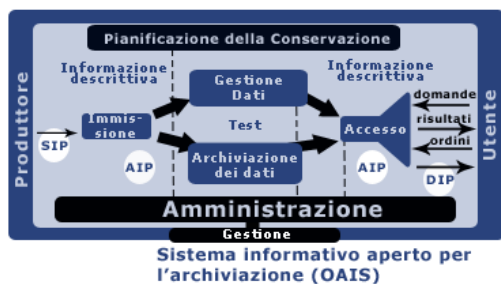 Pianificazione della Conservazione
Produttore
Informazione
descrittiva
Gestione
Dati
Informazione
descrittiva
domande
risultati
ordini
Utente
SIP
Immis-
sione
Test
Accesso
AIP
Archiviazione
dei dati
AIP
DIP
Amministrazione
Gestione
Sistema informativo aperto per
l'archiviazione (OAIS)